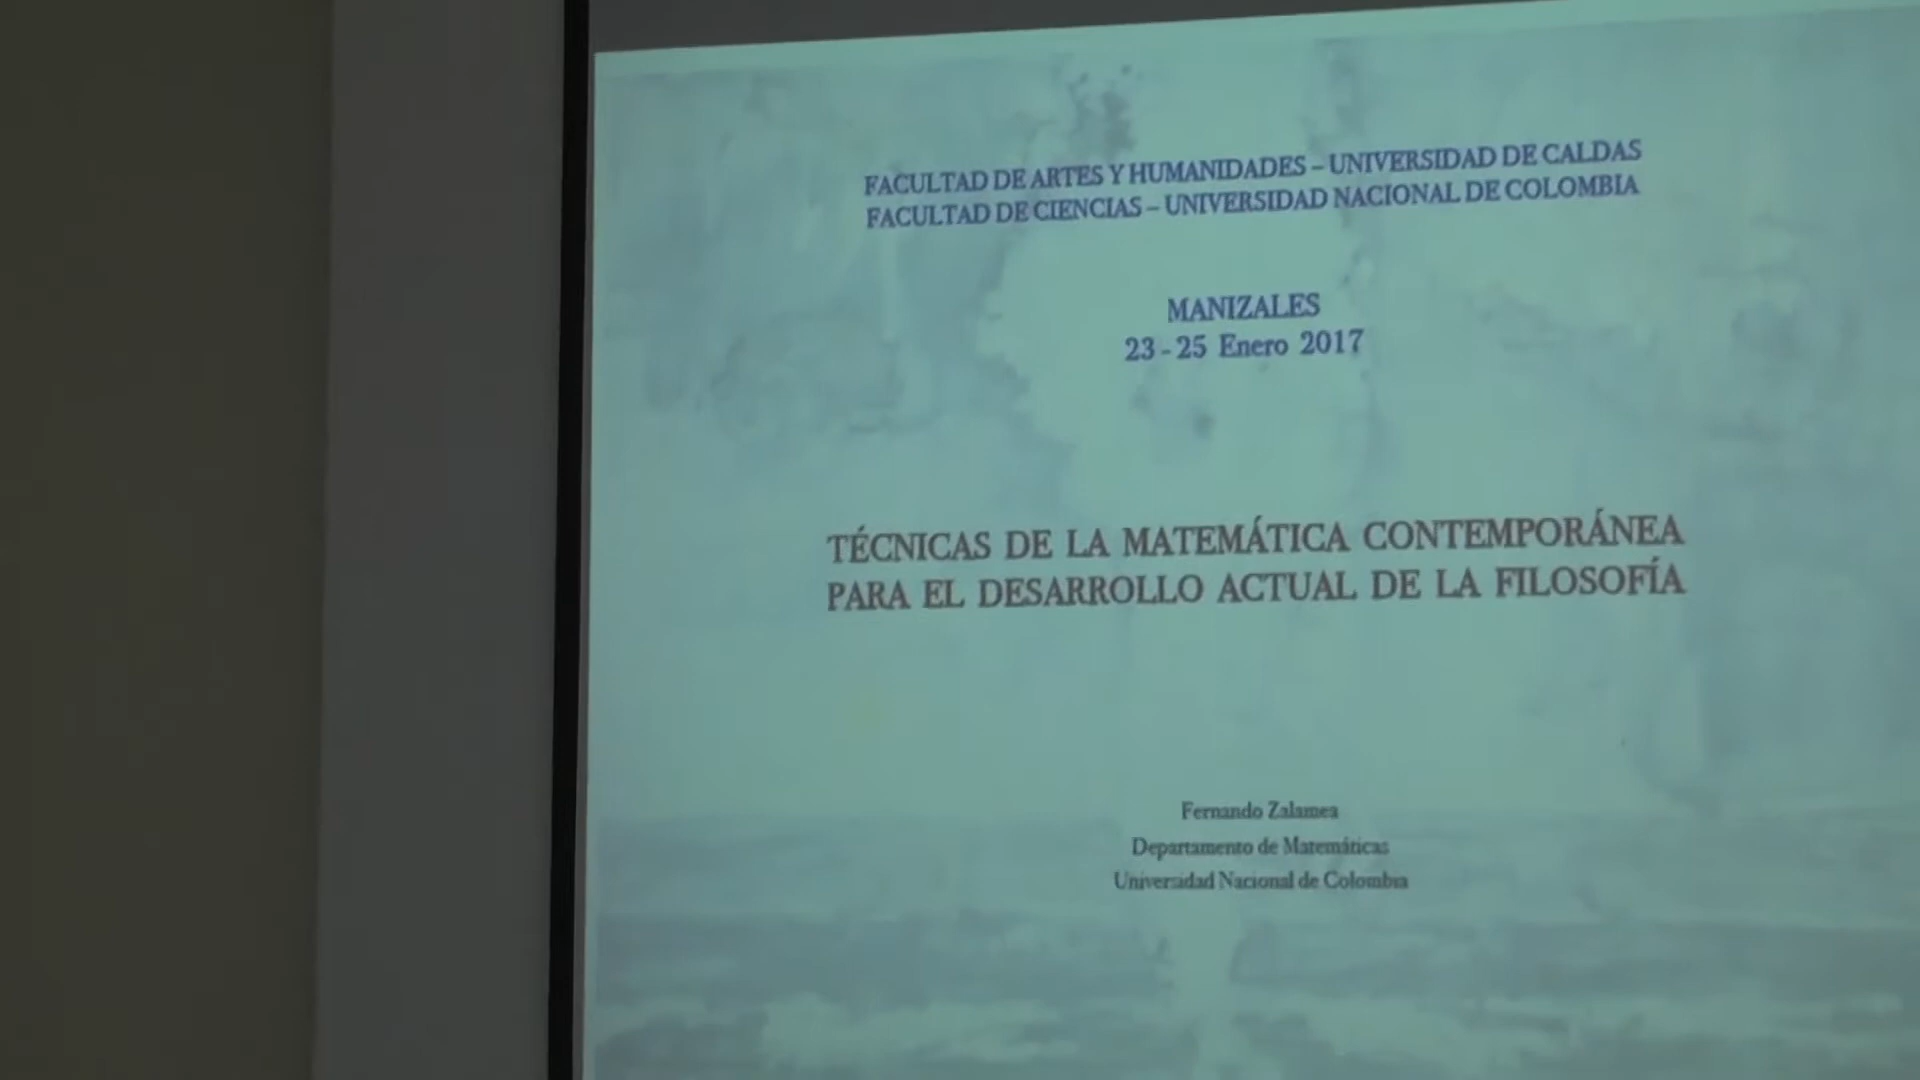 FACULTAD DE ARTES Y HUMANIDADES – UNIVERSIDAD DE CALDAS
FACULTAD DE CIENCIAS – UNIVERSIDAD NACIONAL DE COLOMBIA
MANIZALES
23 - 25 Enero 2017
TÉCNICAS DE LA MATEMÁTICA CONTEMPORÁNEA
PARA EL DESARROLLO ACTUAL DE LA FILOSOFÍA
Fernando Zalamea
Departamento de Matemáticas
Universidad Nacional de Colombia